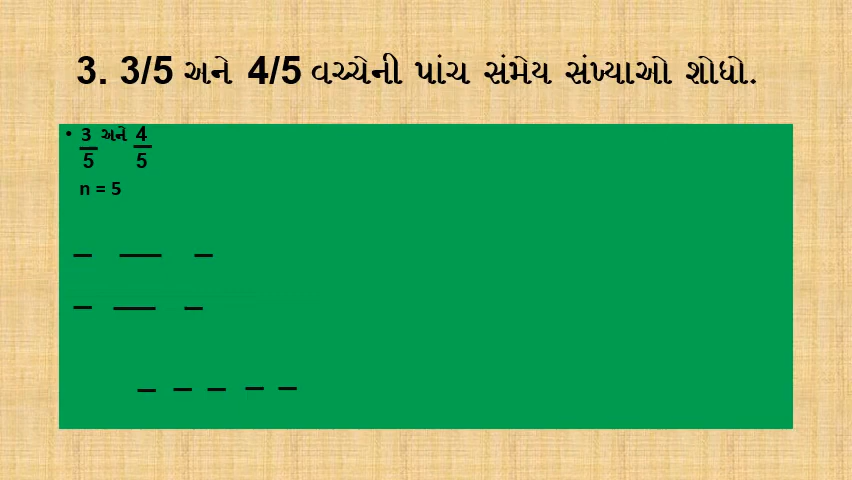 3. 3/5 અને 4/5 વચ્ચેની પાંચ સંમેય સંખ્યાઓ શોધો.
• 3/5 અને 4/5
n = 5